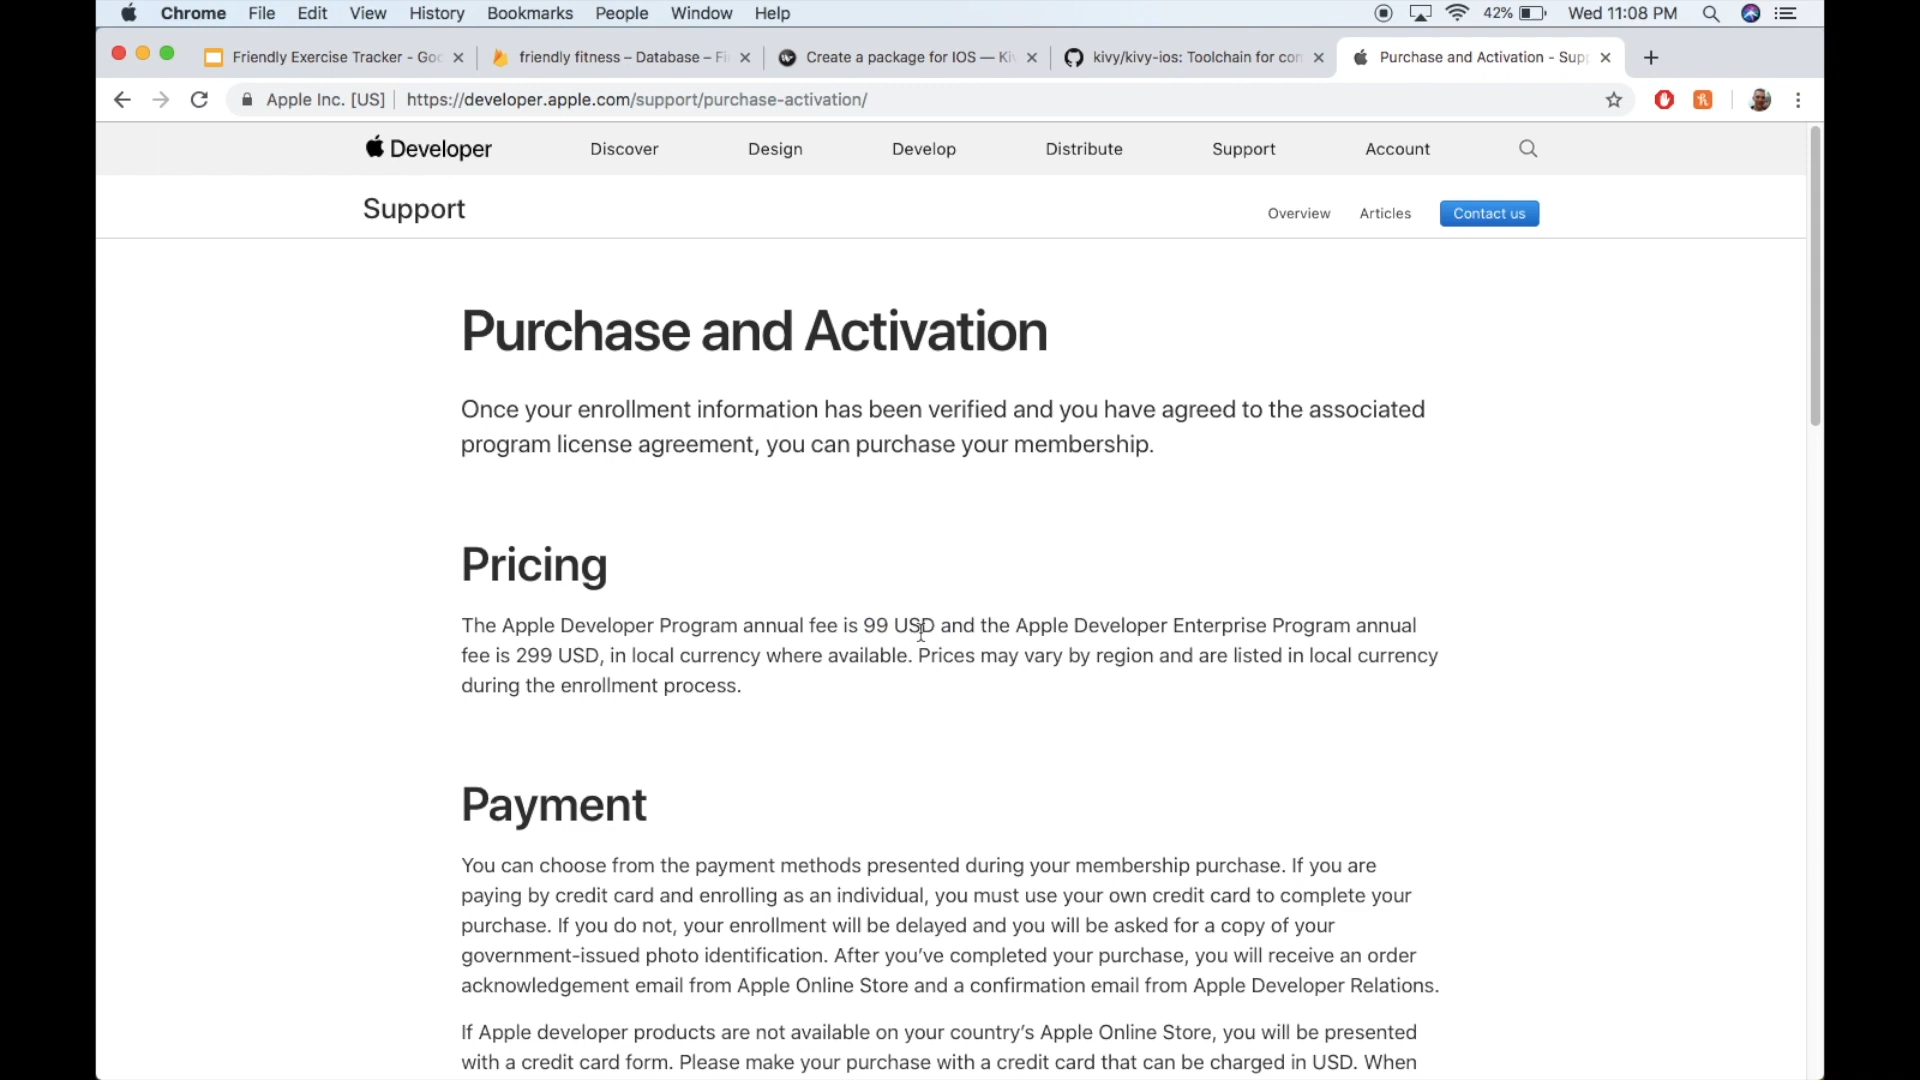 Chrome File Edit View History Bookmarks People Window Help 42% Wed 11:08 PM
Friendly Exercise Tracker - Goo friendly fitness – Database – Fi Create a package for IOS — Ki kivy/kivy-ios: Toolchain for con Purchase and Activation - Supp
Apple Inc. [US] https://developer.apple.com/support/purchase-activation/
Developer Discover Design Develop Distribute Support Account
Support Overview Articles Contact us
Purchase and Activation
Once your enrollment information has been verified and you have agreed to the associated
program license agreement, you can purchase your membership.
Pricing
The Apple Developer Program annual fee is 99 USD and the Apple Developer Enterprise Program annual
fee is 299 USD, in local currency where available. Prices may vary by region and are listed in local currency
during the enrollment process.
Payment
You can choose from the payment methods presented during your membership purchase. If you are
paying by credit card and enrolling as an individual, you must use your own credit card to complete your
purchase. If you do not, your enrollment will be delayed and you will be asked for a copy of your
government-issued photo identification. After you’ve completed your purchase, you will receive an order
acknowledgement email from Apple Online Store and a confirmation email from Apple Developer Relations.
If Apple developer products are not available on your country’s Apple Online Store, you will be presented
with a credit card form. Please make your purchase with a credit card that can be charged in USD. When